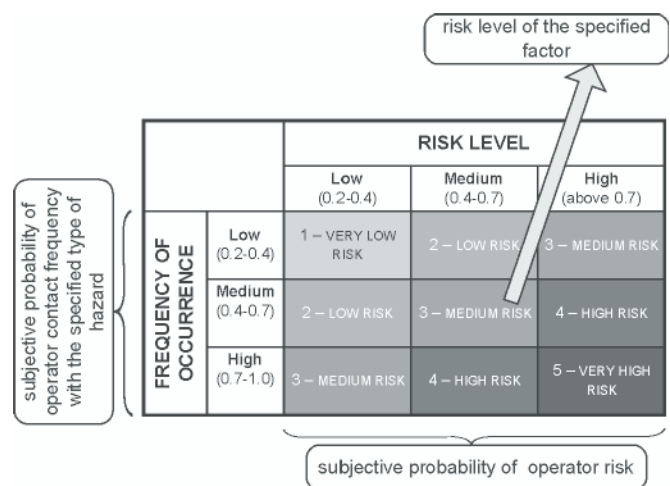 risk level of the specified
factor
RISK LEVEL
Low
(0.2-0.4)
Medium
(0.4-0.7)
High
(above 0.7)
subjective probability of
operator contact frequency
with the specified type of
hazard
FREQUENCY OF
OCCURRENCE
Low
(0.2-0.4)
1 – VERY LOW
RISK
2 – LOW RISK
3 – MEDIUM RISK
Medium
(0.4-0.7)
2 – LOW RISK
3 – MEDIUM RISK
4 – HIGH RISK
High
(0.7-1.0)
3 – MEDIUM RISK
4 – HIGH RISK
5 – VERY HIGH
RISK
subjective probability of operator risk